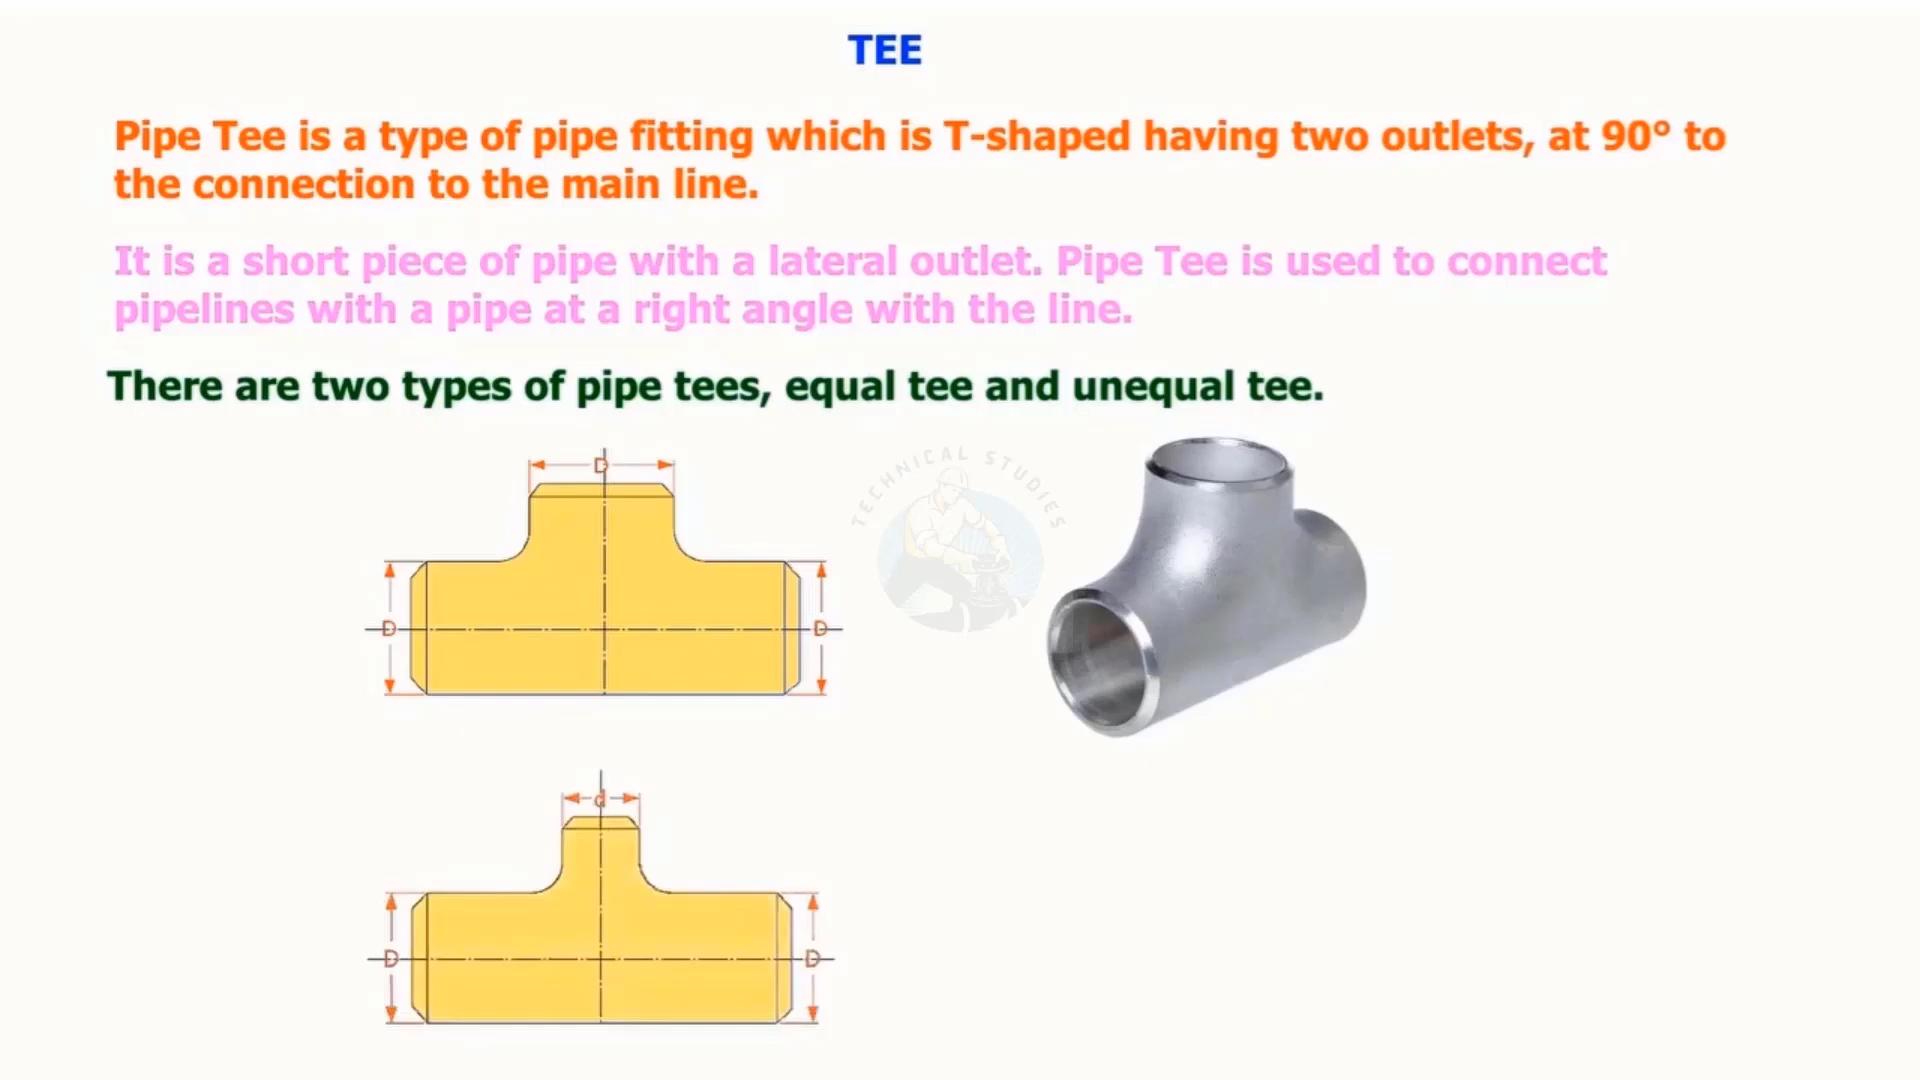 TEE
Pipe Tee is a type of pipe fitting which is T-shaped having two outlets, at 90° to
the connection to the main line.
It is a short piece of pipe with a lateral outlet. Pipe Tee is used to connect
pipelines with a pipe at a right angle with the line.
There are two types of pipe tees, equal tee and unequal tee.
TECHNICAL STUDIES
D
D
D
d
D
D